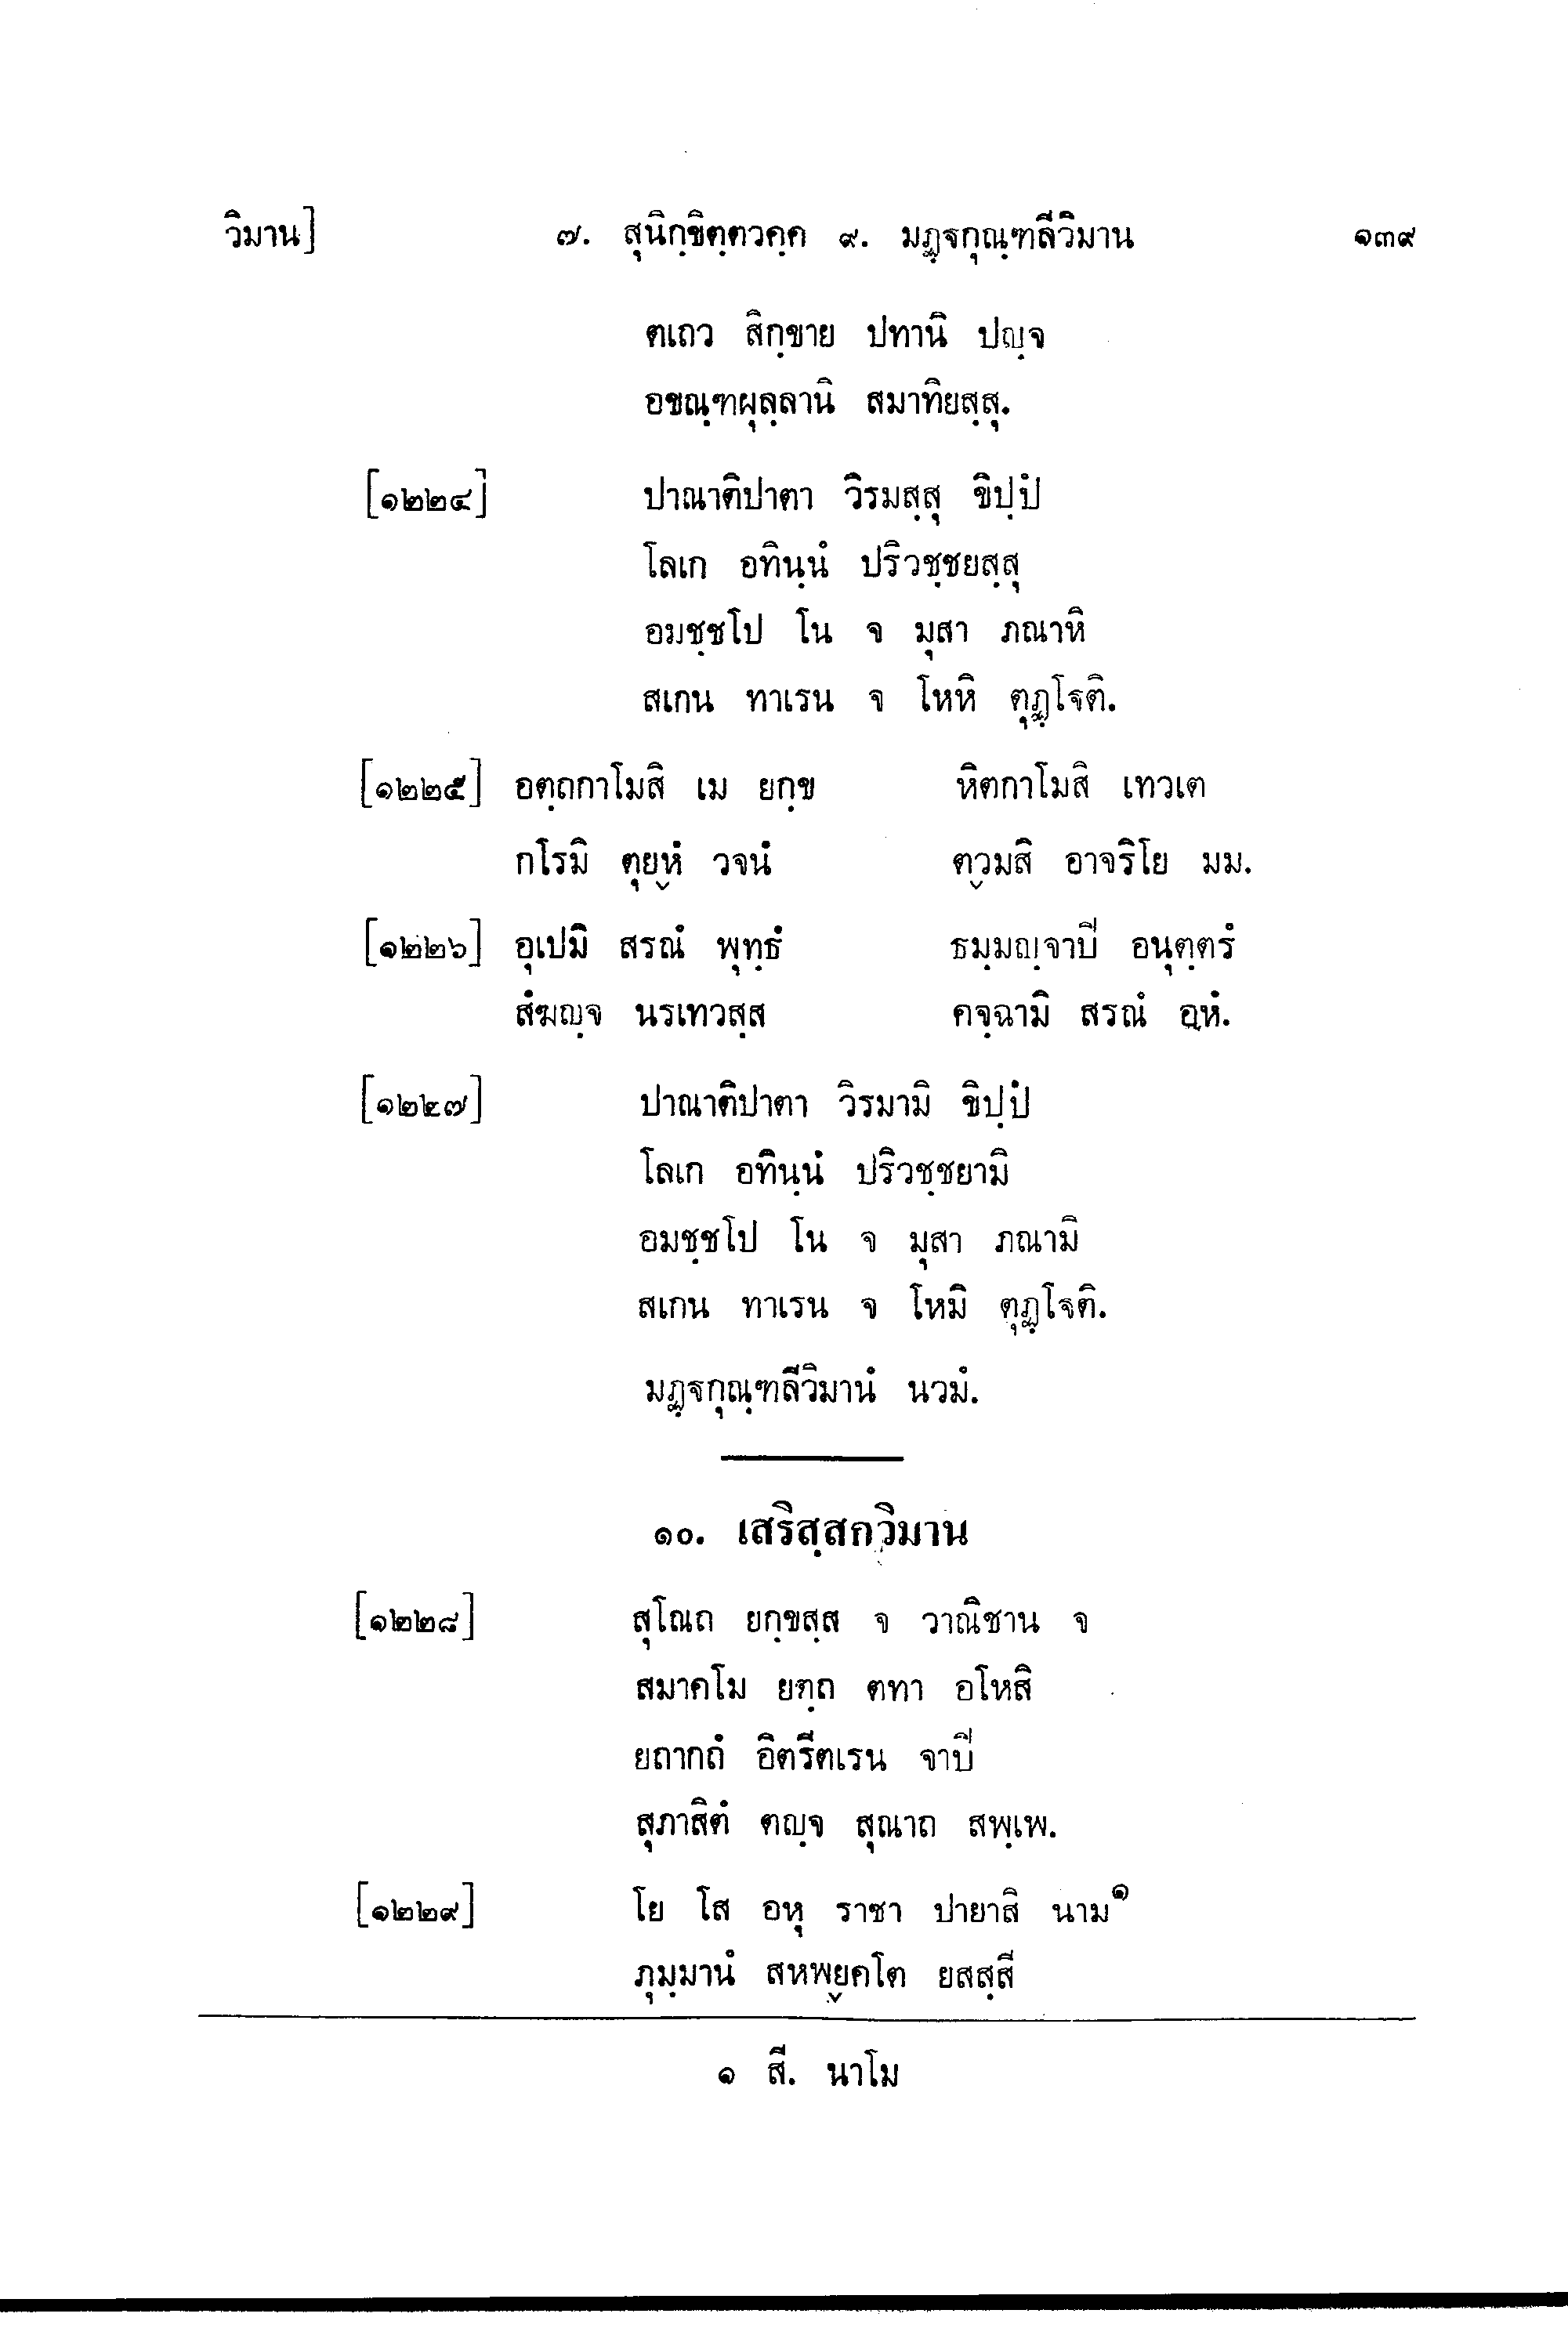 วิมาน] ๗. สุนิกฺขิตฺตวคฺค ๙. มฏฺฐกุณฺฑลีวิมาน ๑๓๙
ตเถว สิกฺขาย ปทานิ ปญฺจ
อขณฺฑผุลฺลานิ สมาทิยสฺสุ.
[๑๒๒๔] ปาณาติปาตา วิรมสฺสุ ขิปฺปํ
โลเก อทินฺนํ ปริวชฺชยสฺสุ
อมชฺชโป โน จ มุสา ภณาหิ
สเกน ทาเรน จ โหหิ ตุฏฺโฐติ.
[๑๒๒๕] อตฺถกาโมสิ เม ยกฺข หิตกาโมสิ เทวเต
กโรมิ ตุยฺหํ วจนํ ตฺวมสิ อาจริโย มม.
[๑๒๒๖] อุเปมิ สรณํ พุทฺธํ ธมฺมญฺจาปิ อนุตฺตรํ
สํฆญฺจ นรเทวสฺส คจฺฉามิ สรณํ อหํ.
[๑๒๒๗] ปาณาติปาตา วิรมามิ ขิปฺปํ
โลเก อทินฺนํ ปริวชฺชยามิ
อมชฺชโป โน จ มุสา ภณามิ
สเกน ทาเรน จ โหมิ ตุฏฺโฐติ.
มฏฺฐกุณฺฑลีวิมานํ นวมํ.
๑๐. เสริสฺสกวิมาน
[๑๒๒๘] สุโณถ ยกฺขสฺส จ วาณิชาน จ
สมาคโม ยตฺถ ตทา อโหสิ
ยถากถํ อิตรีตเรน จาปิ
สุภาสิตํ ตญฺจ สุณาถ สพฺเพ.
[๑๒๒๙] โย โส อหุ ราชา ปายาสิ นาม๑
ภุมฺมานํ สหพฺยคโต ยสสฺสี
๑ สี. นาโม